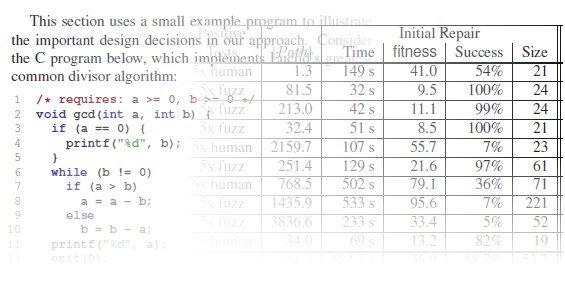 This section uses a small example program to illustrate
the important design decisions in our approach. Consider
the C program below, which implements Euclid's greatest
common divisor algorithm:
1 /* requires: a >= 0, b >= 0 */
2 void gcd(int a, int b) {
3 if (a == 0) {
4 printf("%d", b);
5 }
6 while (b != 0)
7 if (a > b)
8 a = a - b;
9 else
10 b = b - a;
11 printf("%d", a);
12 exit(0);
Positive Initial Repair
Tests |Path| Time fitness Success Size
5x human 1.3 149 s 41.0 54% 21
5x fuzz 81.5 32 s 9.5 100% 24
5x fuzz 213.0 42 s 11.1 99% 24
5x fuzz 32.4 51 s 8.5 100% 21
5x human 2159.7 107 s 55.7 7% 23
5x fuzz 251.4 129 s 21.6 97% 61
6x human 768.5 502 s 79.1 36% 71
5x fuzz 1435.9 533 s 95.6 7% 221
5x fuzz 3836.6 233 s 33.4 5% 52
5x human 34.0 69 s 13.2 82% 19